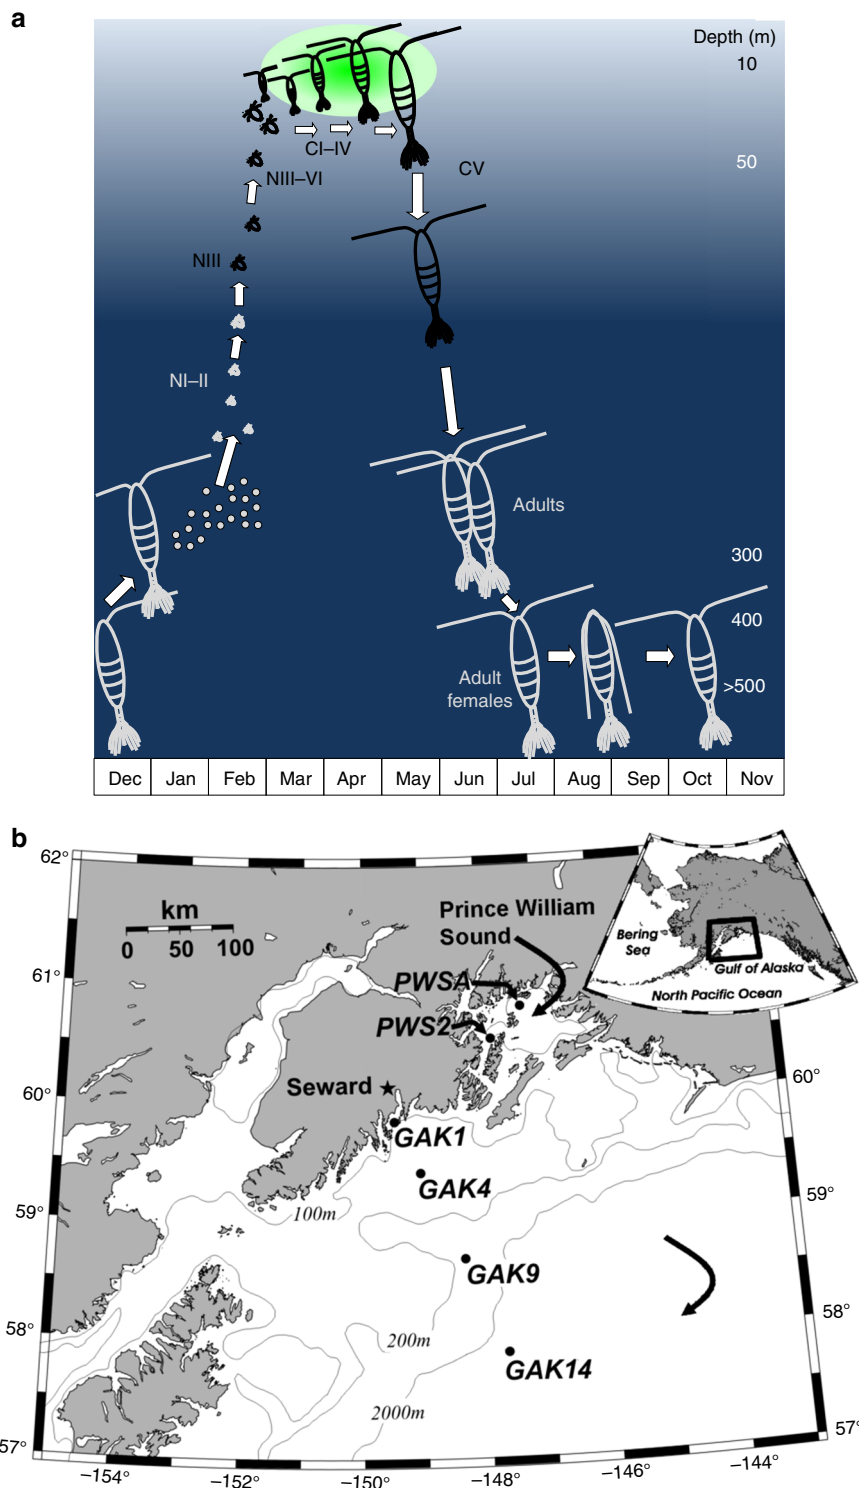 a
Depth (m)
10
CI–IV
50
CV
NIII–VI
NIII
NI–II
Adults
300
400
Adult
females
>500
Dec Jan Feb Mar Apr May Jun Jul Aug Sep Oct Nov
b
62°
km
0 50 100
Prince William
Sound
Bering
Sea
Gulf of Alaska
North Pacific Ocean
61°
PWSA
PWS2
60°
Seward
60°
GAK1
GAK4
59°
59°
100m
GAK9
58°
58°
200m
GAK14
2000m
57°
57°
–154° –152° –150° –148° –146° –144°